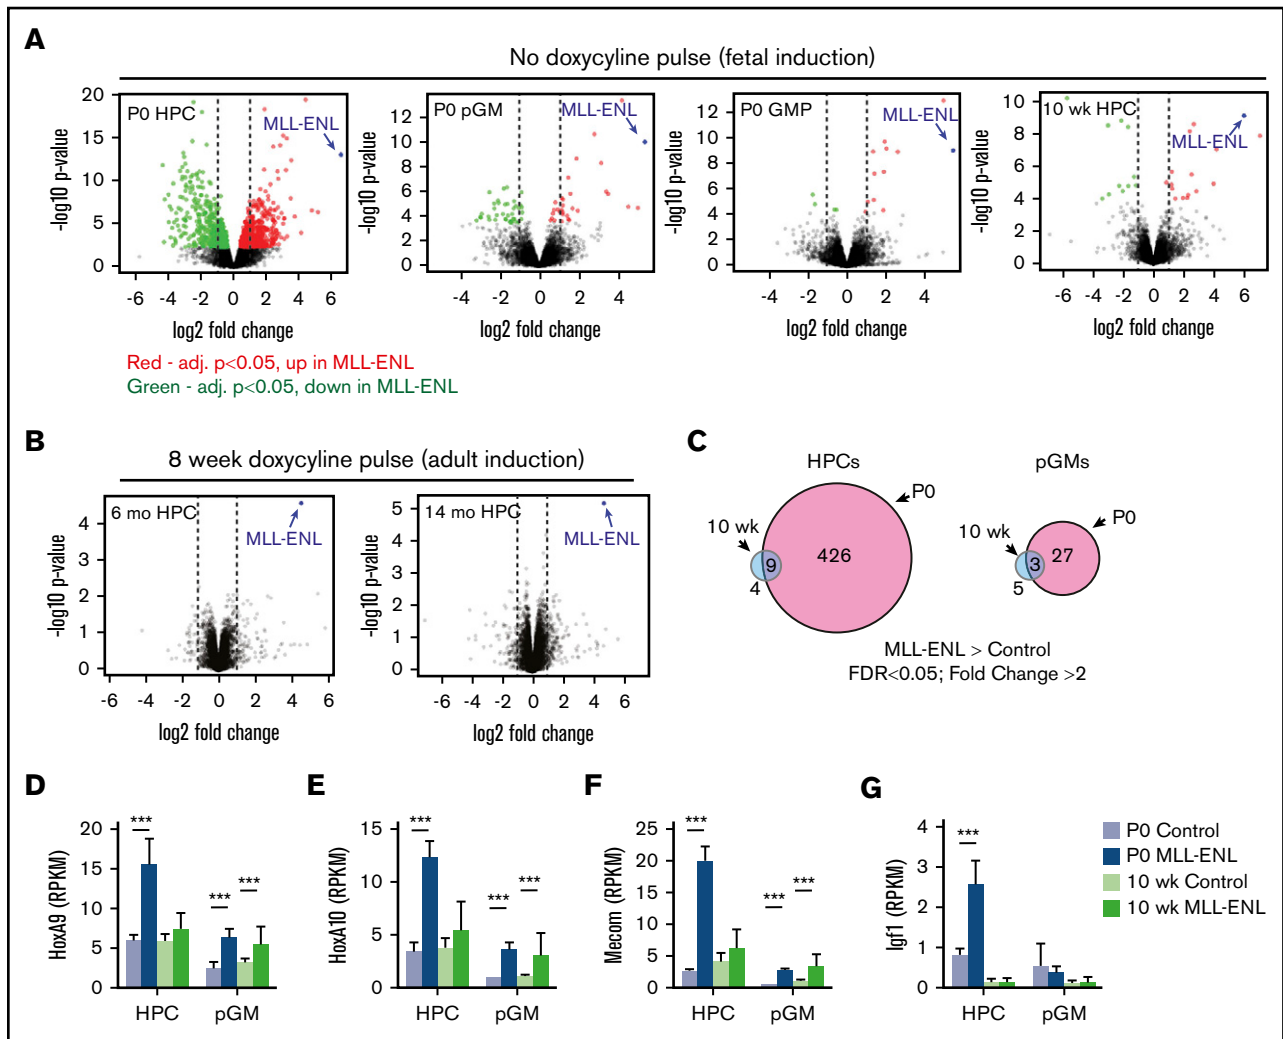 A
No doxycyline pulse (fetal induction)
P0 HPC
MLL-ENL
-log10 p-value
20
15
10
5
0
-6 -4 -2 0 2 4 6
log2 fold change
P0 pGM
MLL-ENL
-log10 p-value
12
10
8
6
4
2
0
-4 -2 0 2 4
log2 fold change
P0 GMP
MLL-ENL
-log10 p-value
12
10
8
6
4
2
0
-4 -2 0 2 4
log2 fold change
10 wk HPC
MLL-ENL
-log10 p-value
10
8
6
4
2
0
-6 -4 -2 0 2 4 6
log2 fold change
Red - adj. p<0.05, up in MLL-ENL
Green - adj. p<0.05, down in MLL-ENL
B
8 week doxycyline pulse (adult induction)
6 mo HPC
MLL-ENL
-log10 p-value
4
3
2
1
0
-6 -4 -2 0 2 4 6
log2 fold change
14 mo HPC
MLL-ENL
-log10 p-value
5
4
3
2
1
0
-6 -4 -2 0 2 4 6
log2 fold change
C
HPCs
P0
10 wk
426
9
4
pGMs
P0
10 wk
27
3
5
MLL-ENL > Control
FDR<0.05; Fold Change >2
D
HoxA9 (RPKM)
20
15
10
5
0
***
***
***
HPC pGM
E
HoxA10 (RPKM)
15
10
5
0
***
***
***
HPC pGM
F
Mecom (RPKM)
25
20
15
10
5
0
***
***
***
HPC pGM
G
Igf1 (RPKM)
4
3
2
1
0
***
HPC pGM
P0 Control
P0 MLL-ENL
10 wk Control
10 wk MLL-ENL